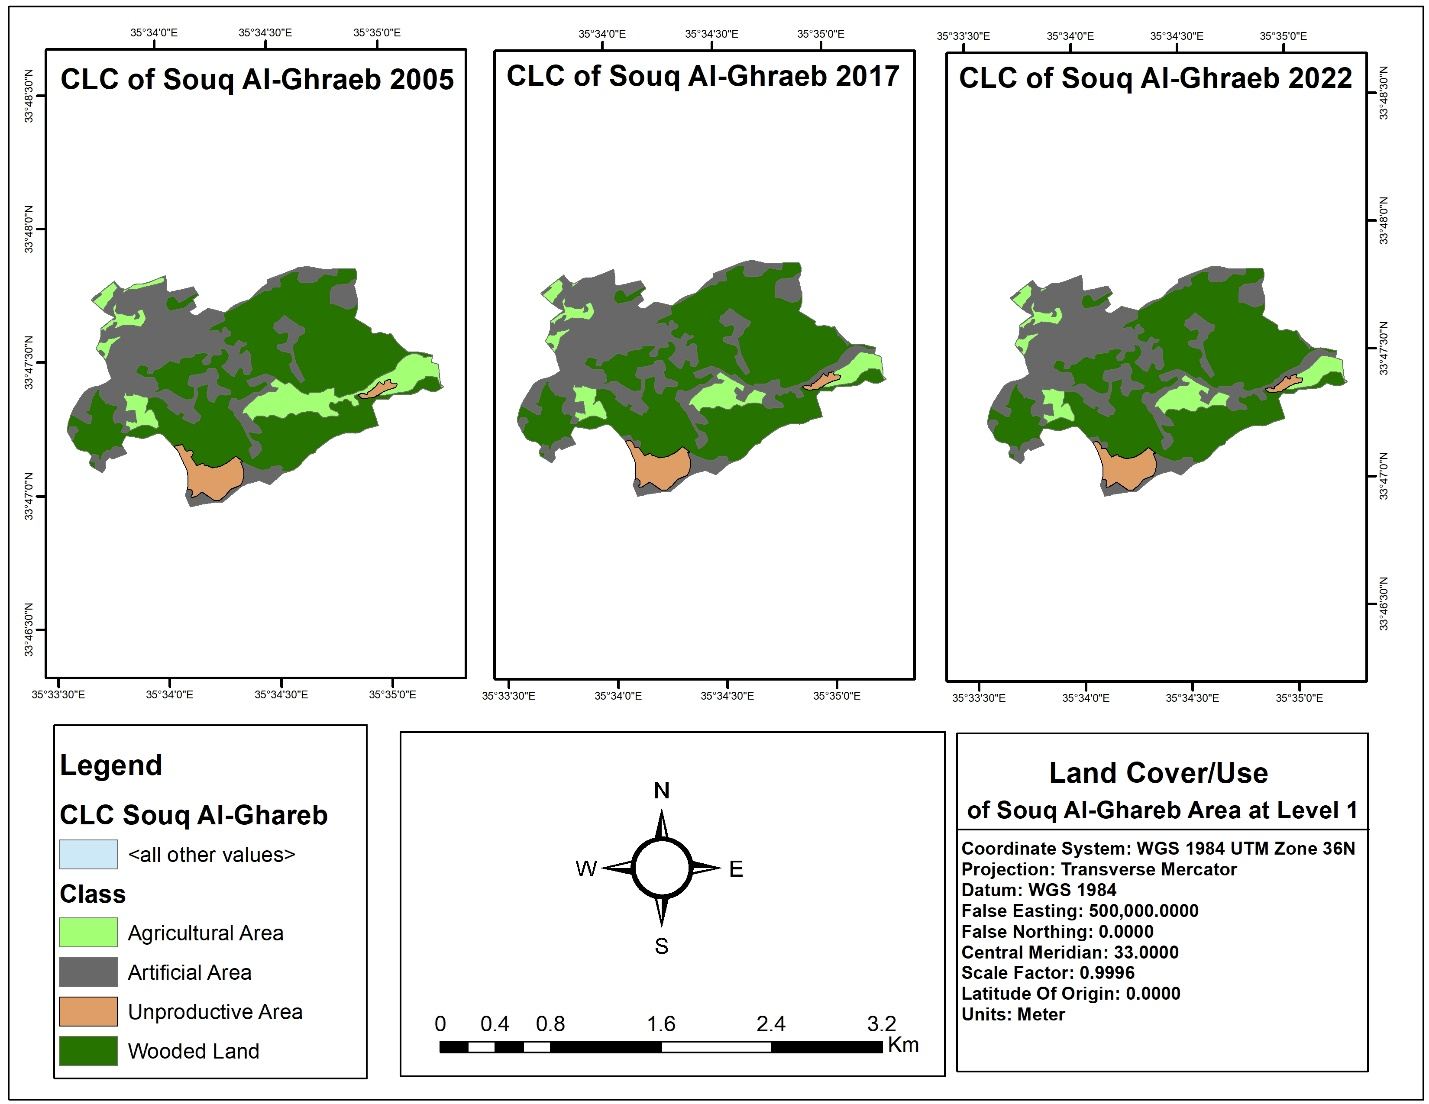 35°34'0"E 35°34'30"E 35°35'0"E
35°34'0"E 35°34'30"E 35°35'0"E
35°33'30"E 35°34'0"E 35°34'30"E 35°35'0"E
CLC of Souq Al-Ghraeb 2005
CLC of Souq Al-Ghraeb 2017
CLC of Souq Al-Ghraeb 2022
33°48'30"N
33°48'0"N
33°47'30"N
33°47'0"N
33°46'30"N
33°48'30"N
33°48'0"N
33°47'30"N
33°47'0"N
33°46'30"N
35°33'30"E 35°34'0"E 35°34'30"E 35°35'0"E
35°33'30"E 35°34'0"E 35°34'30"E 35°35'0"E
35°33'30"E 35°34'0"E 35°34'30"E 35°35'0"E
Legend
CLC Souq Al-Ghareb
<all other values>
Class
Agricultural Area
Artificial Area
Unproductive Area
Wooded Land
N
W E
S
0 0.4 0.8 1.6 2.4 3.2
Km
Land Cover/Use
of Souq Al-Ghareb Area at Level 1
Coordinate System: WGS 1984 UTM Zone 36N
Projection: Transverse Mercator
Datum: WGS 1984
False Easting: 500,000.0000
False Northing: 0.0000
Central Meridian: 33.0000
Scale Factor: 0.9996
Latitude Of Origin: 0.0000
Units: Meter